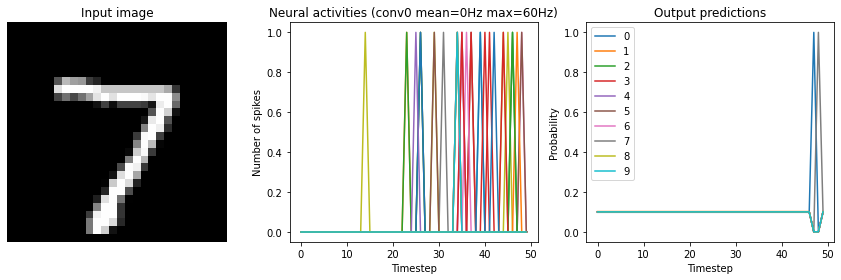 Input image
7
Neural activities (conv0 mean=0Hz max=60Hz)
Number of spikes
1.0
0.8
0.6
0.4
0.2
0.0
0 10 20 30 40 50
Timestep
Output predictions
Probability
1.0
0.8
0.6
0.4
0.2
0.0
0
1
2
3
4
5
6
7
8
9
0 10 20 30 40 50
Timestep